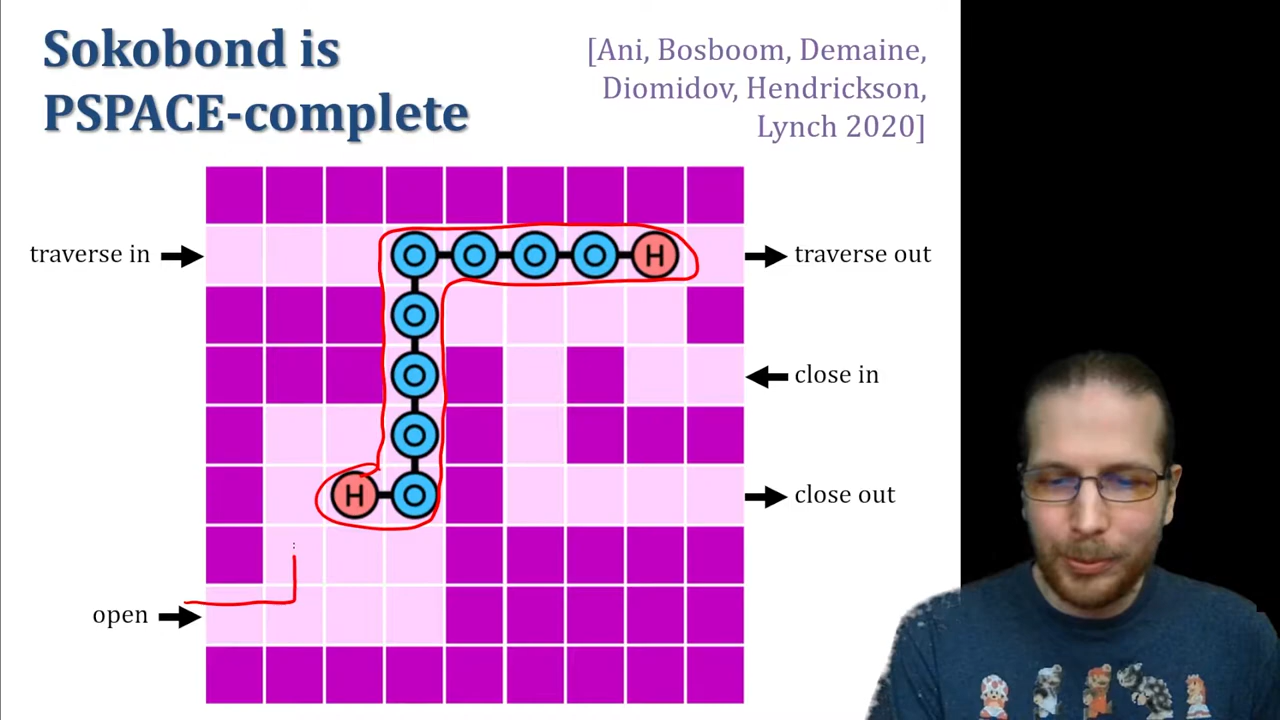 Sokobond is
PSPACE-complete
[Ani, Bosboom, Demaine,
Diomidov, Hendrickson,
Lynch 2020]
traverse in
O O O O H
traverse out
O
O
close in
O
H O
close out
open